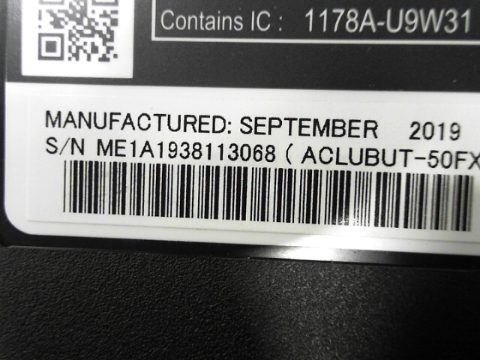 Contains IC : 1178A-U9W31
MANUFACTURED: SEPTEMBER 2019
S/N ME1A1938113068 ( ACLUBUT-50FX